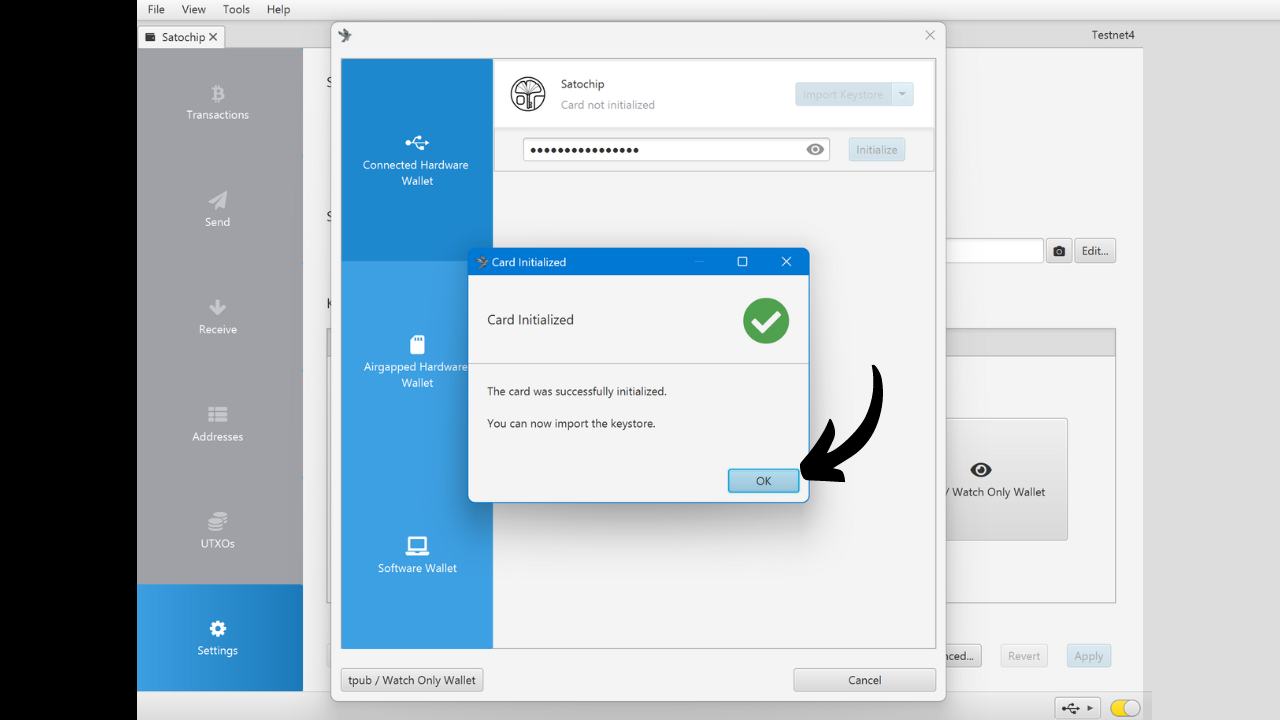 File View Tools Help
Satochip
Testnet4
Transactions
Send
Receive
Addresses
UTXOs
Settings
Connected Hardware
Wallet
Airgapped Hardware
Wallet
Software Wallet
Satochip
Card not initialized
Import Keystore
••••••••••••••••
Initialize
Card Initialized
Card Initialized
The card was successfully initialized.
You can now import the keystore.
OK
Edit...
/ Watch Only Wallet
tpub / Watch Only Wallet
Cancel
Revert
Apply